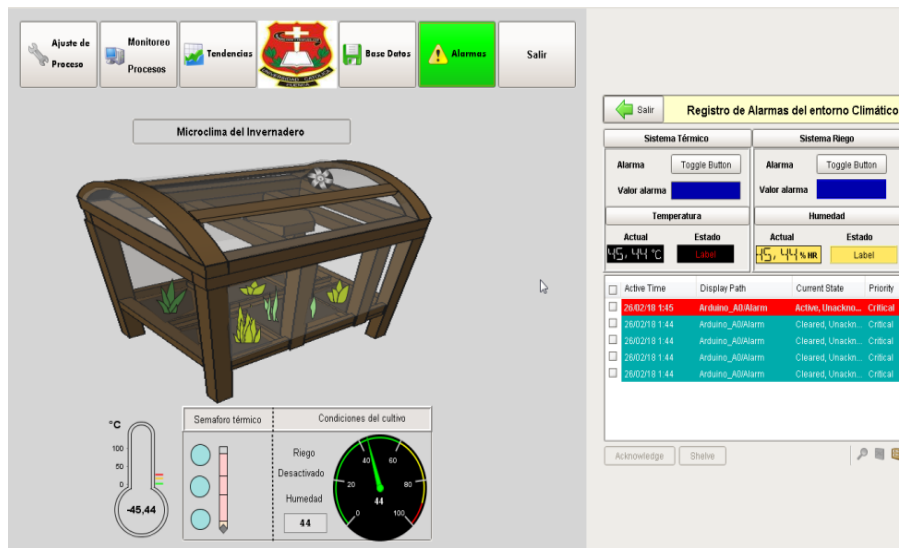 Ajuste de
Proceso
Monitoreo
Procesos
Tendencias
Base Datos
Alarmas
Salir
Microclima del Invernadero
°C
100
50
0
-45,44
Semaforo térmico
Condiciones del cultivo
Riego
Desactivado
Humedad
44
0
20
40
60
80
100
44
Salir
Registro de Alarmas del entorno Climático
Sistema Térmico
Sistema Riego
Alarma
Toggle Button
Alarma
Toggle Button
Valor alarma
Valor alarma
Temperatura
Humedad
Actual
Estado
Actual
Estado
45,44 °C
Label
45,44 % HR
Label
Active Time Display Path Current State Priority
26/02/18 1:45 Arduino_A0/Alarm Active, Unackno... Critical
26/02/18 1:44 Arduino_A0/Alarm Cleared, Unackn... Critical
26/02/18 1:44 Arduino_A0/Alarm Cleared, Unackn... Critical
26/02/18 1:44 Arduino_A0/Alarm Cleared, Unackn... Critical
26/02/18 1:44 Arduino_A0/Alarm Cleared, Unackn... Critical
Acknowledge
Shelve